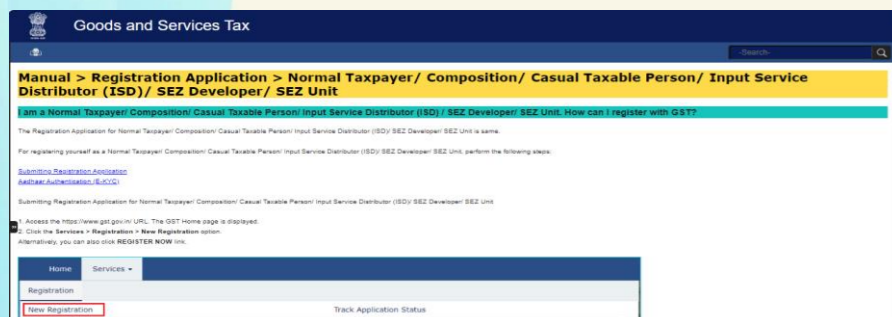 Goods and Services Tax
-Search-
Manual > Registration Application > Normal Taxpayer/ Composition/ Casual Taxable Person/ Input Service
Distributor (ISD)/ SEZ Developer/ SEZ Unit
I am a Normal Taxpayer/ Composition/ Casual Taxable Person/ Input Service Distributor (ISD) / SEZ Developer/ SEZ Unit. How can I register with GST?
The Registration Application for Normal Taxpayer/ Composition/ Casual Taxable Person/ Input Service Distributor (ISD)/ SEZ Developer/ SEZ Unit is same.
For registering yourself as a Normal Taxpayer/ Composition/ Casual Taxable Person/ Input Service Distributor (ISD)/ SEZ Developer/ SEZ Unit, perform the following steps:
Submitting Registration Application
Aadhaar Authentication (E-KYC)
Submitting Registration Application for Normal Taxpayer/ Composition/ Casual Taxable Person/ Input Service Distributor (ISD)/ SEZ Developer/ SEZ Unit
1. Access the https://www.gst.gov.in/ URL. The GST Home page is displayed.
2. Click the Services > Registration > New Registration option.
Alternatively, you can also click REGISTER NOW link.
Home Services
Registration
New Registration Track Application Status